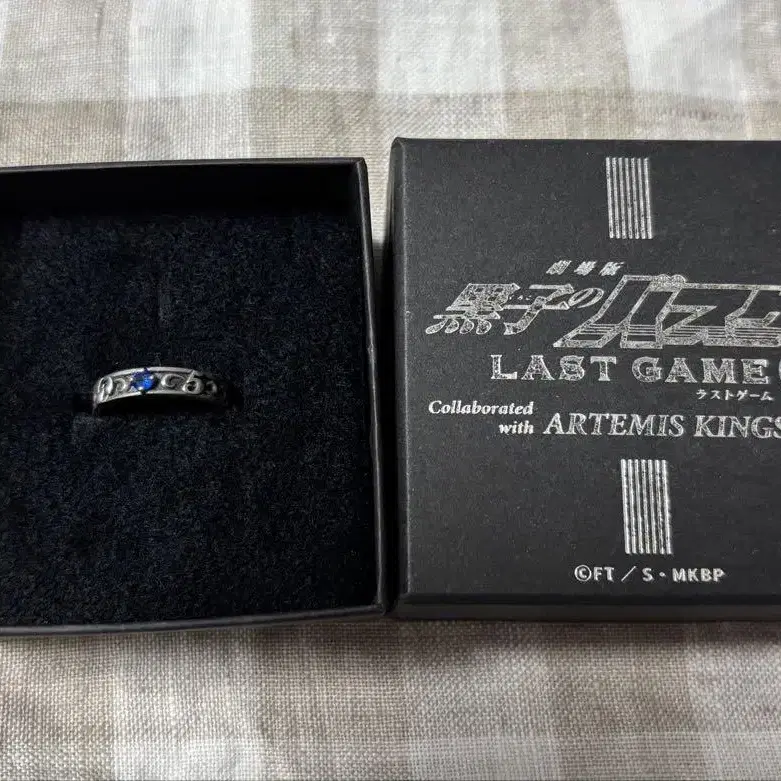 劇場版
黒子のバスケ
LAST GAME
ラストゲーム
Collaborated
with ARTEMIS KINGS
©FT／S・MKBP